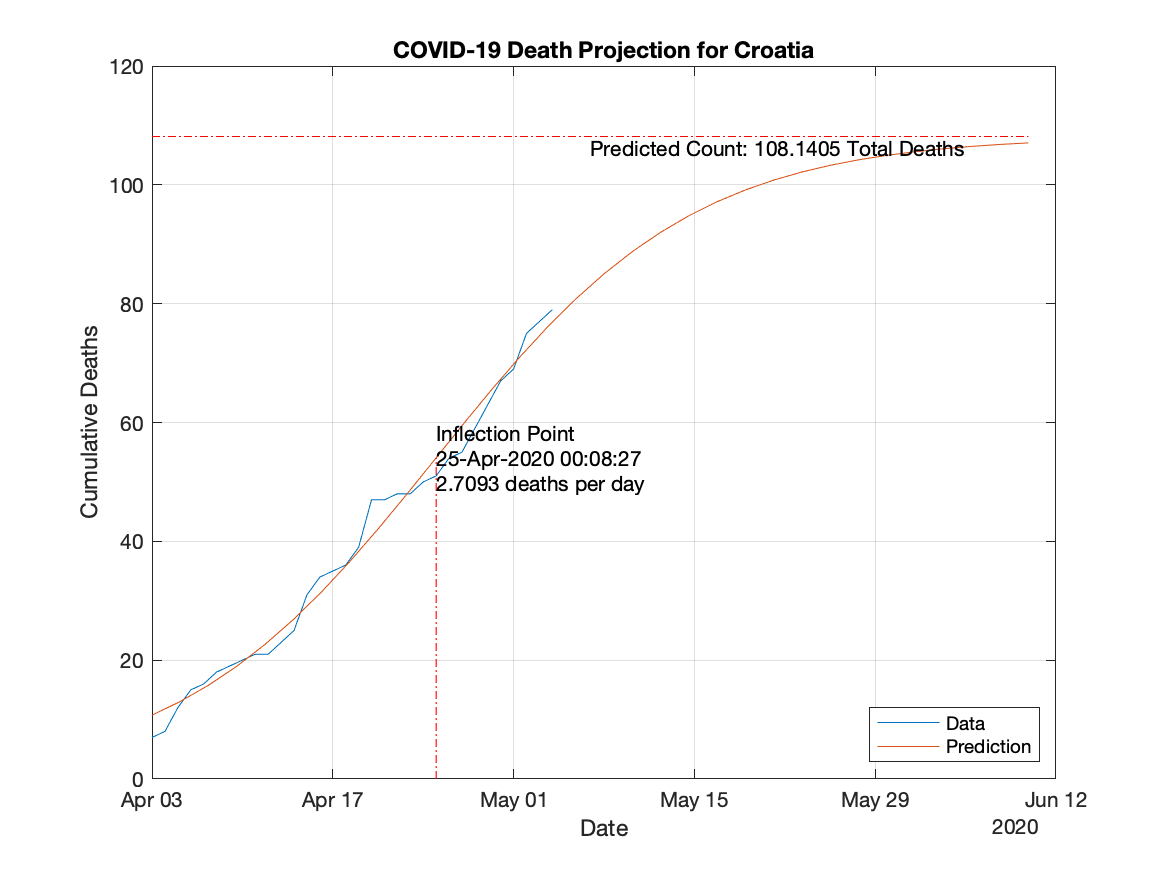 COVID-19 Death Projection for Croatia
120
100
80
60
40
20
0
Cumulative Deaths
Predicted Count: 108.1405 Total Deaths
Inflection Point
25-Apr-2020 00:08:27
2.7093 deaths per day
Data
Prediction
Apr 03
Apr 17
May 01
May 15
May 29
Jun 12
Date
2020